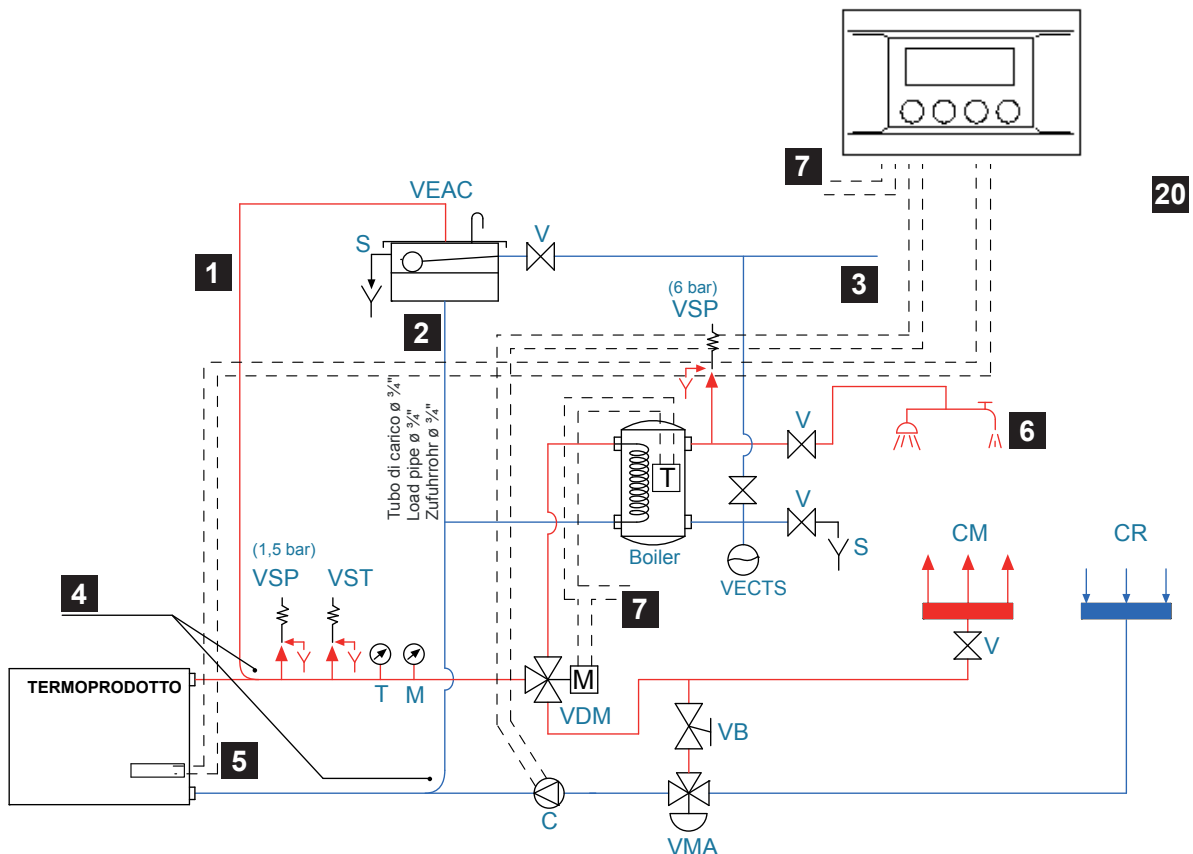 7
20
VEAC
S
V
1
3
(6 bar)
VSP
2
Tubo di carico ø ¾"
Load pipe ø ¾"
Zufuhrrohr ø ¾"
V
6
T
V
Boiler
S
VECTS
CM
CR
(1,5 bar)
VSP
VST
4
7
V
TERMOPRODOTTO
T
M
M
VDM
VB
5
C
VMA